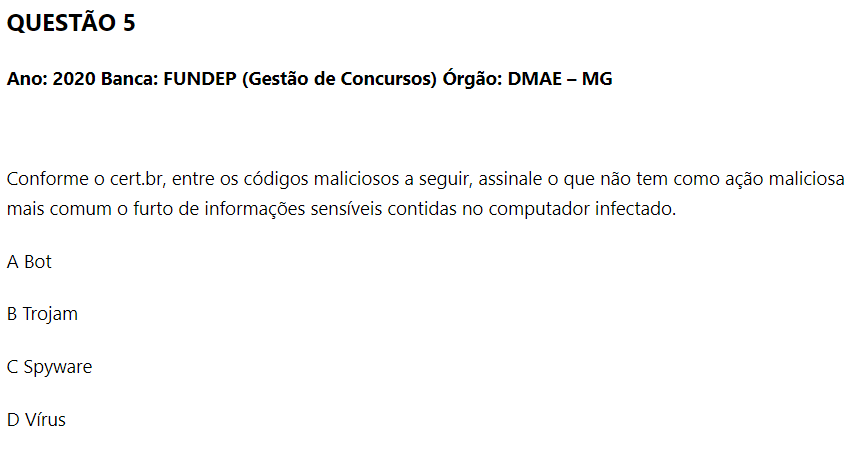 QUESTÃO 5
Ano: 2020 Banca: FUNDEP (Gestão de Concursos) Órgão: DMAE – MG
Conforme o cert.br, entre os códigos maliciosos a seguir, assinale o que não tem como ação maliciosa
mais comum o furto de informações sensíveis contidas no computador infectado.
A Bot
B Trojam
C Spyware
D Vírus